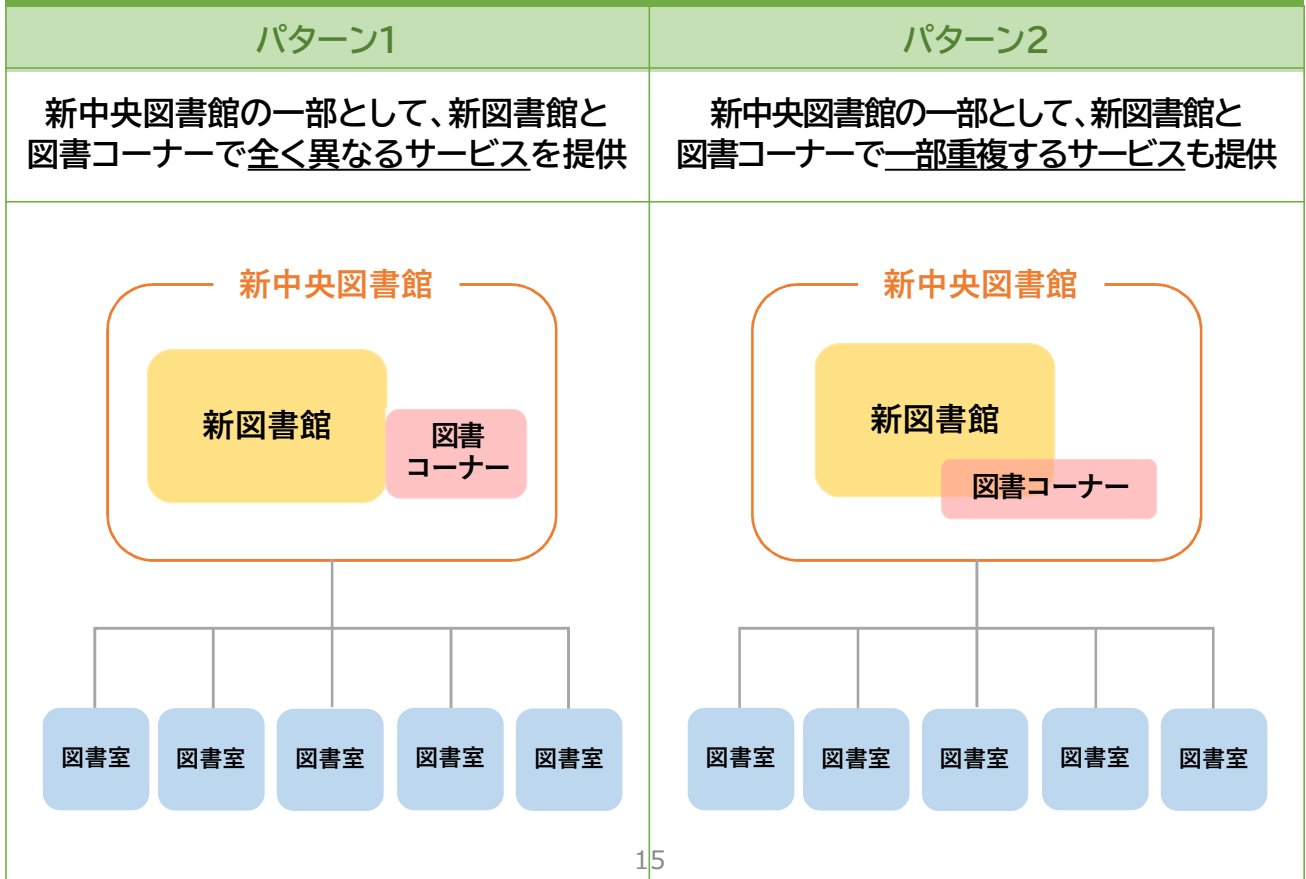 パターン1
パターン2
新中央図書館の一部として、新図書館と
図書コーナーで全く異なるサービスを提供
新中央図書館の一部として、新図書館と
図書コーナーで一部重複するサービスも提供
新中央図書館
新図書館
図書
コーナー
図書室
図書室
図書室
図書室
図書室
新中央図書館
新図書館
図書コーナー
図書室
図書室
図書室
図書室
図書室
15